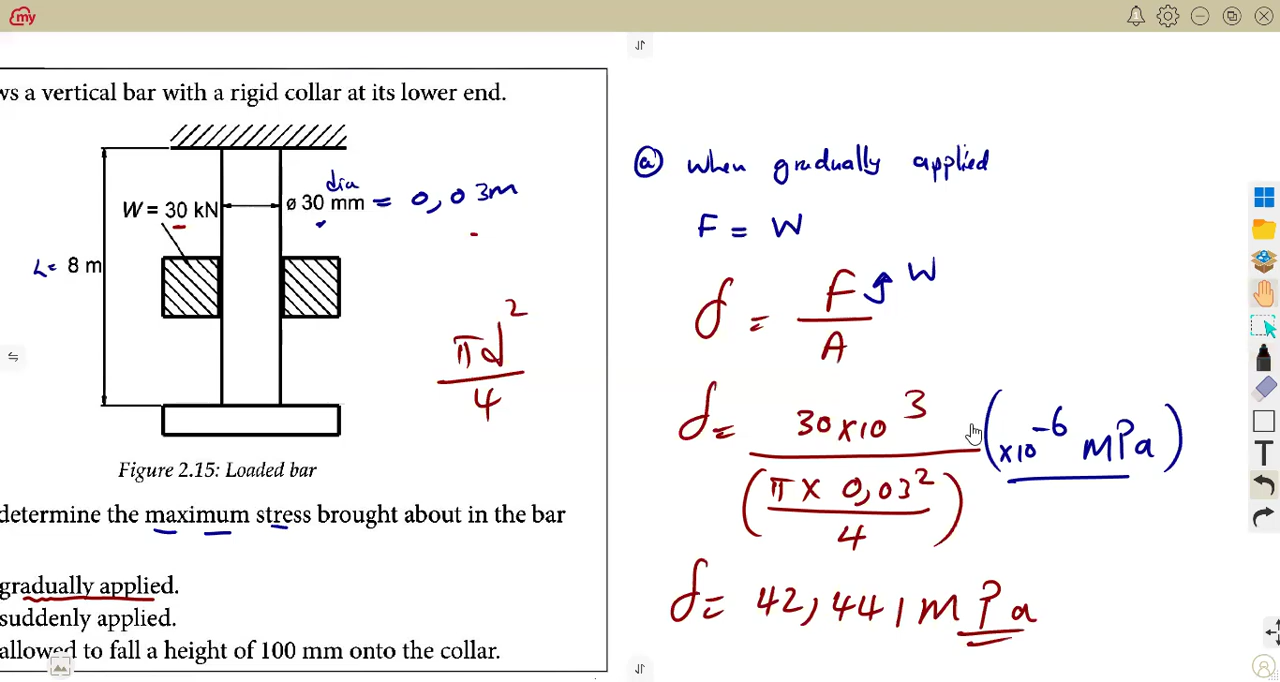 my
ws a vertical bar with a rigid collar at its lower end.
dia
W = 30 kN
ø 30 mm = 0,03m
L= 8 m
πd²
4
Figure 2.15: Loaded bar
determine the maximum stress brought about in the bar
gradually applied.
suddenly applied.
allowed to fall a height of 100 mm onto the collar.
(a) When gradually applied
F = W
σ = F W
A
σ = 30×10³ (×10⁻⁶ MPa)
(π × 0,03²)
4
σ = 42,441 MPa
T